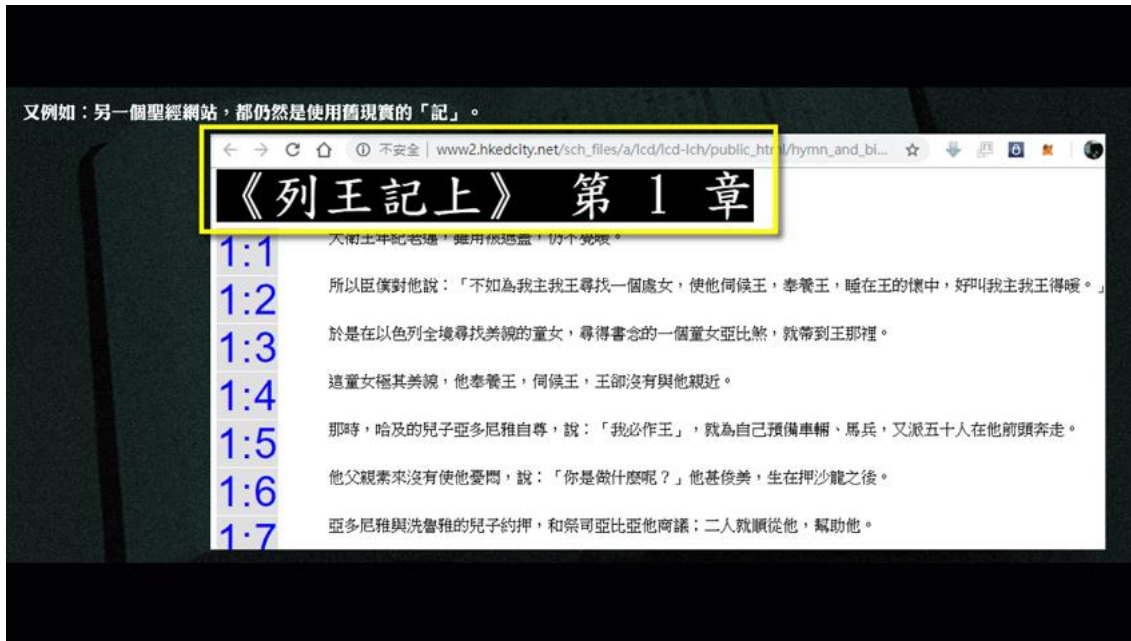 又例如：另一個聖經網站，都仍然是使用舊現實的「記」。
不安全 | www2.hkedcity.net/sch_files/a/lcd/lcd-lch/public_html/hymn_and_bi...
《列王記上》 第 1 章
1:1 大衛王年紀老邁，雖用被遮蓋，仍不覺暖。
1:2 所以臣僕對他說：「不如為我主我王尋找一個處女，使他伺候王，奉養王，睡在王的懷中，好叫我主我王得暖。」
1:3 於是在以色列全境尋找美貌的童女，尋得書念的一個童女亞比煞，就帶到王那裡。
1:4 這童女極其美貌，他奉養王，伺候王，王卻沒有與他親近。
1:5 那時，哈及的兒子亞多尼雅自尊，說：「我必作王」，就為自己預備車輛、馬兵，又派五十人在他前頭奔走。
1:6 他父親素來沒有使他憂悶，說：「你是做什麼呢？」他甚俊美，生在押沙龍之後。
1:7 亞多尼雅與洗魯雅的兒子約押，和祭司亞比亞他商議；二人就順從他，幫助他。